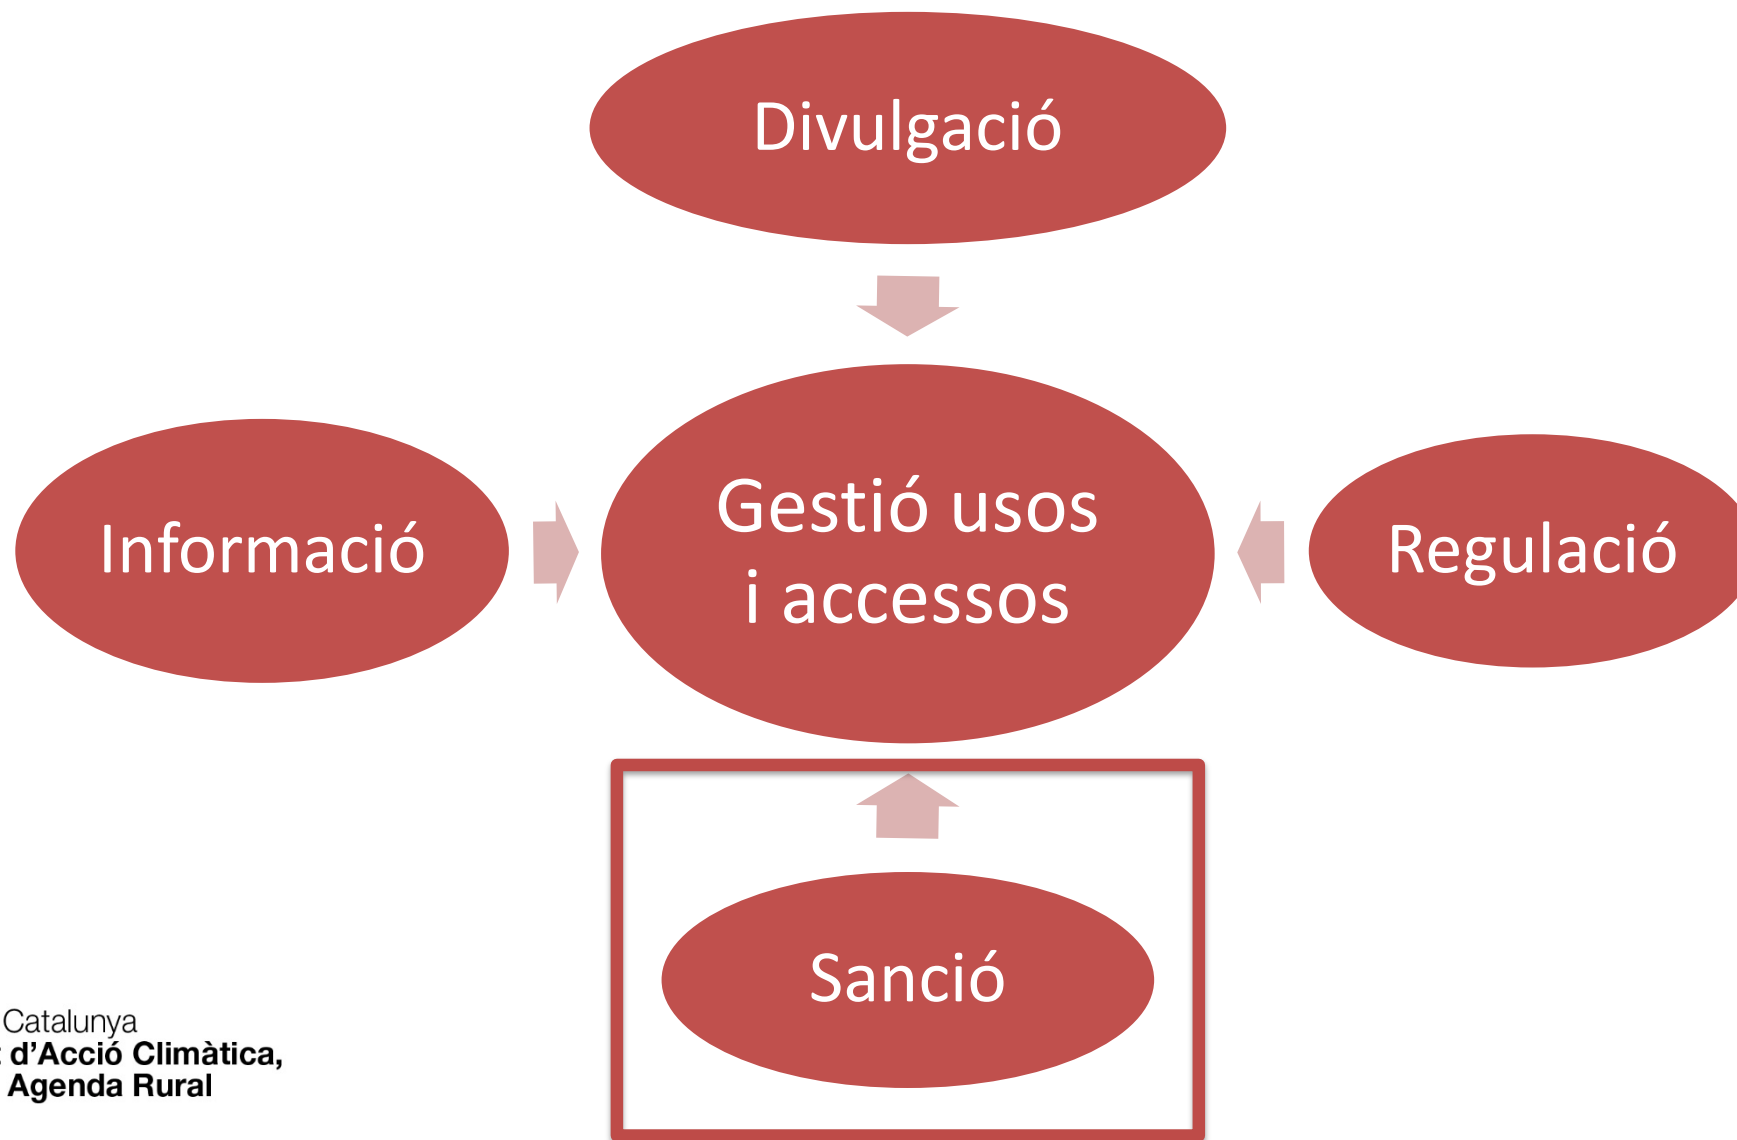 Divulgació
Informació
Gestió usos
i accessos
Regulació
Sanció
Catalunya
d'Acció Climàtica,
Agenda Rural